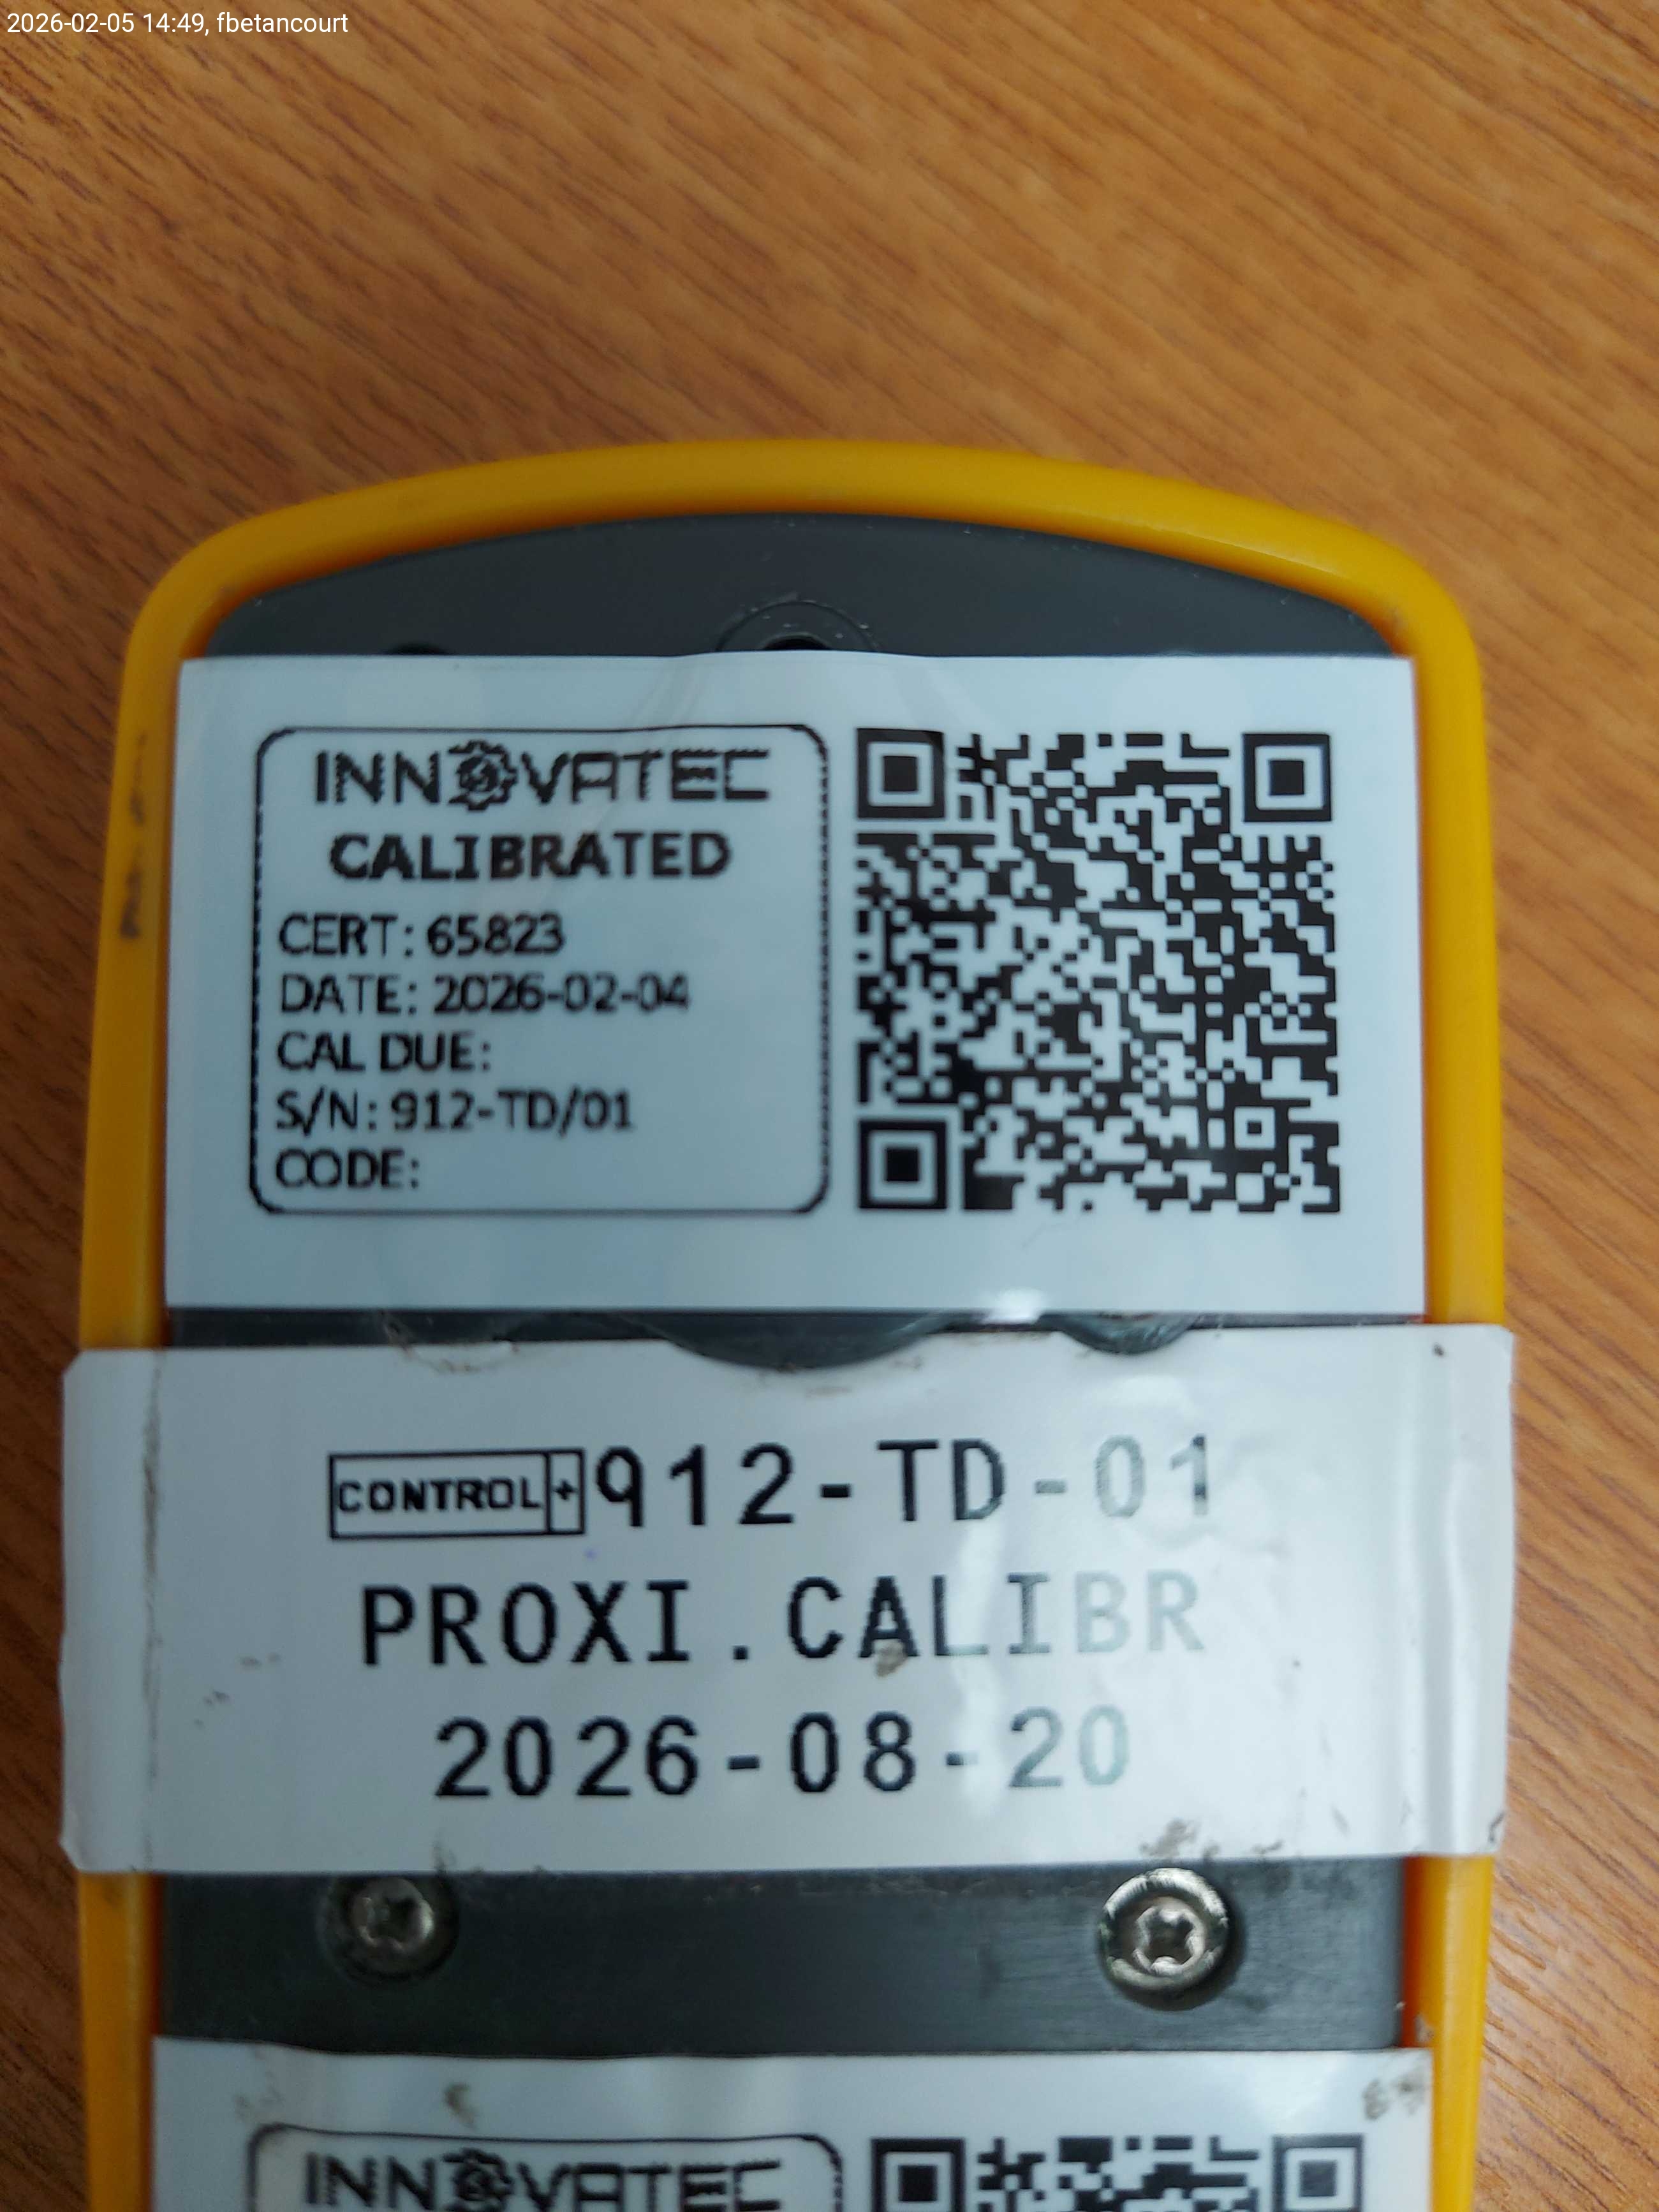 2026-02-05 14:49, fbetancourt
INNOVATEC
CALIBRATED
CERT: 65823
DATE: 2026-02-04
CAL DUE:
S/N: 912-TD/01
CODE:
CONTROL+ 912-TD-01
PROXI.CALIBR
2026-08-20
INNOVATEC